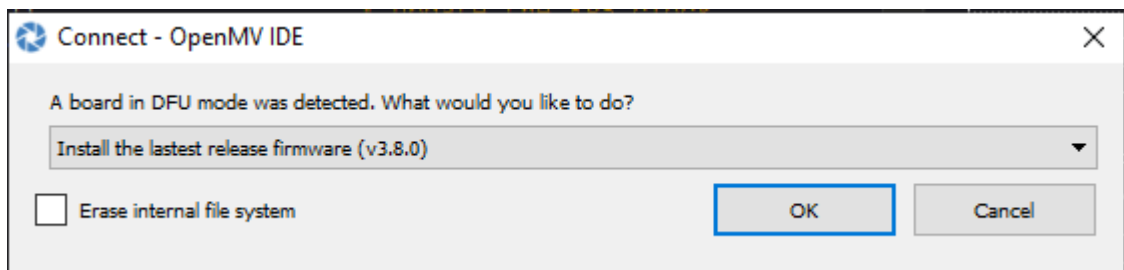 Connect - OpenMV IDE
A board in DFU mode was detected. What would you like to do?
Install the lastest release firmware (v3.8.0)
Erase internal file system
OK
Cancel